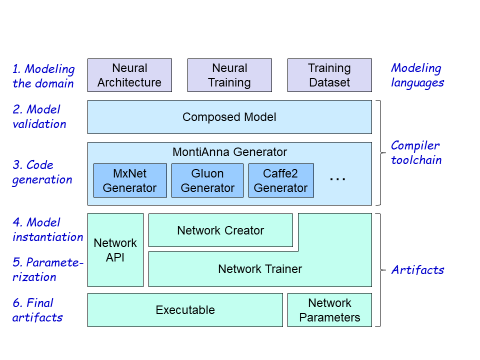 1. Modeling
the domain
Neural
Architecture
Neural
Training
Training
Dataset
Modeling
languages
2. Model
validation
Composed Model
Compiler
toolchain
3. Code
generation
MontiAnna Generator
MxNet
Generator
Gluon
Generator
Caffe2
Generator
...
4. Model
instantiation
Network
API
Network Creator
5. Paramete-
rization
Network Trainer
Artifacts
6. Final
artifacts
Executable
Network
Parameters